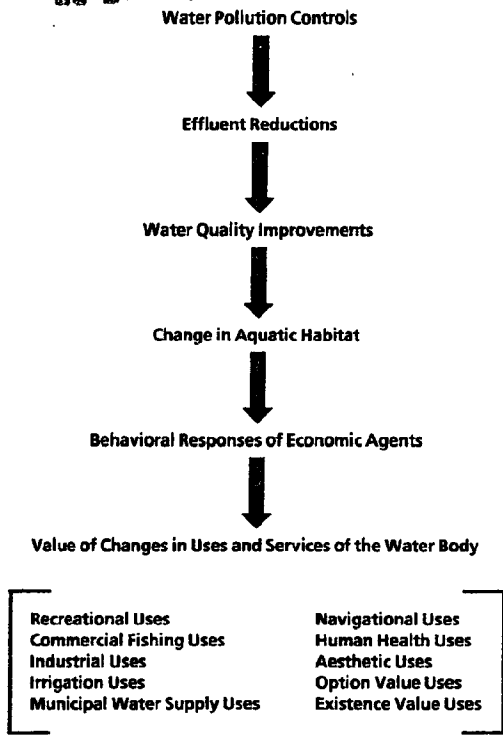 Water Pollution Controls
Effluent Reductions
Water Quality Improvements
Change in Aquatic Habitat
Behavioral Responses of Economic Agents
Value of Changes in Uses and Services of the Water Body
Recreational Uses
Commercial Fishing Uses
Industrial Uses
Irrigation Uses
Municipal Water Supply Uses
Navigational Uses
Human Health Uses
Aesthetic Uses
Option Value Uses
Existence Value Uses